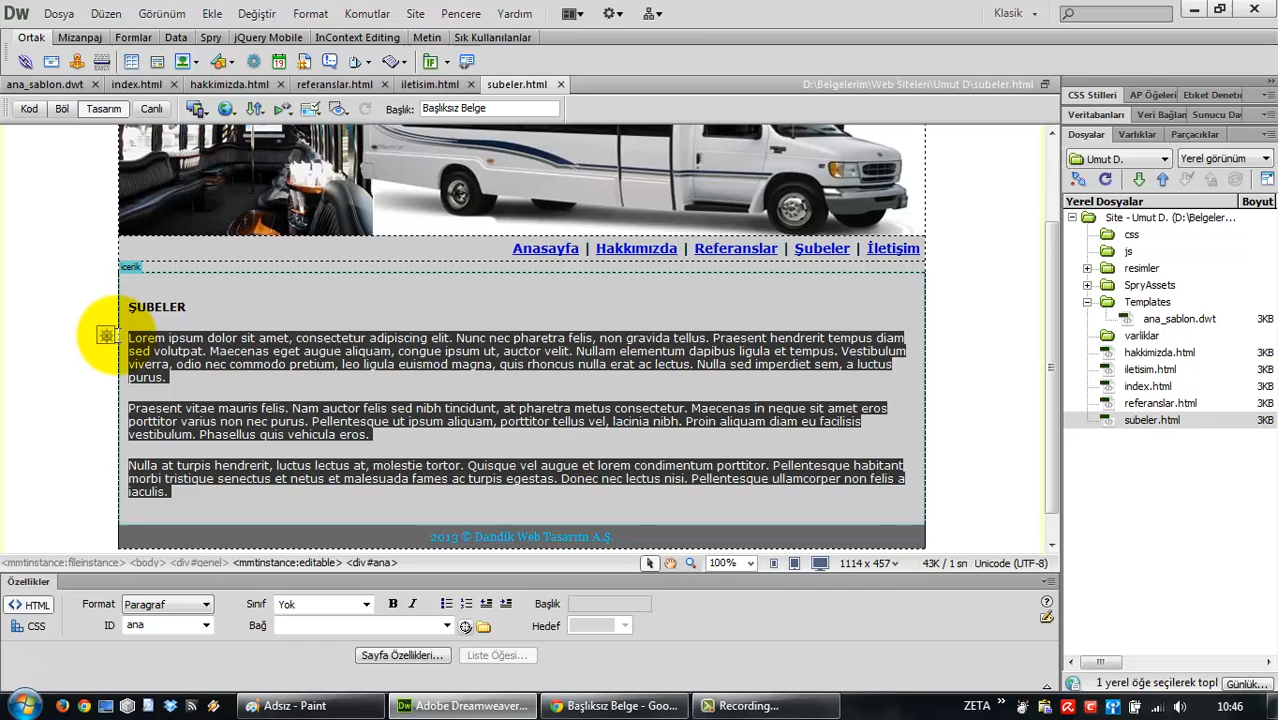 Dw Dosya Düzen Görünüm Ekle Değiştir Format Komutlar Site Pencere Yardım Klasik
Ortak Mizanpaj Formlar Data Spry jQuery Mobile InContext Editing Metin Sık Kullanılanlar
ana_sablon.dwt index.html hakkimizda.html referanslar.html iletisim.html subeler.html D:\Belgelerim\Web Siteleri\Umut D\subeler.html
Kod Böl Tasarım Canlı Başlık: Başlıksız Belge
CSS Stilleri AP Öğeleri Etiket Denetim
Veritabanları Veri Bağlan Sunucu Da
Dosyalar Varlıklar Parçacıklar
Umut D. Yerel görünüm
Yerel Dosyalar Boyut
Site - Umut D. (D:\Belgeler...
css
js
resimler
SpryAssets
Templates
ana_sablon.dwt 3KB
varliklar
hakkimizda.html 3KB
iletisim.html 3KB
index.html 3KB
referanslar.html 3KB
subeler.html 3KB
Anasayfa | Hakkımızda | Referanslar | Şubeler | İletişim
icerik
ŞUBELER
Lorem ipsum dolor sit amet, consectetur adipiscing elit. Nunc nec pharetra felis, non gravida tellus. Praesent hendrerit tempus diam
sed volutpat. Maecenas eget augue aliquam, congue ipsum ut, auctor velit. Nullam elementum dapibus ligula et tempus. Vestibulum
viverra, odio nec commodo pretium, leo ligula euismod magna, quis rhoncus nulla erat ac lectus. Nulla sed imperdiet sem, a luctus
purus.
Praesent vitae mauris felis. Nam auctor felis sed nibh tincidunt, at pharetra metus consectetur. Maecenas in neque sit amet eros
porttitor varius non nec purus. Pellentesque ut ipsum aliquam, porttitor tellus vel, lacinia nibh. Proin aliquam diam eu facilisis
vestibulum. Phasellus quis vehicula eros.
Nulla at turpis hendrerit, luctus lectus at, molestie tortor. Quisque vel augue et lorem condimentum porttitor. Pellentesque habitant
morbi tristique senectus et netus et malesuada fames ac turpis egestas. Donec nec lectus nisi. Pellentesque ullamcorper non felis a
iaculis.
2013 © Dandik Web Tasarım A.Ş.
<mmtinstance:fileinstance> <body> <div#genel> <mmtinstance:editable> <div#ana> 100% 1114 x 457 43K / 1 sn Unicode (UTF-8)
Özellikler
HTML Format Paragraf Sınıf Yok B I Başlık
CSS ID ana Bağ Hedef
Sayfa Özellikleri... Liste Öğesi...
1 yerel öğe seçilerek topl Günlük...
Adsız - Paint Adobe Dreamweaver... Başlıksız Belge - Goo... Recording... ZETA 10:46